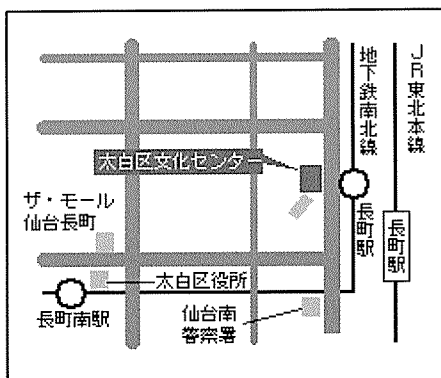 地下鉄南北線
JR東北本線
太白区文化センター
ザ・モール
仙台長町
長町駅
長町駅
太白区役所
長町南駅
仙台南
警察署